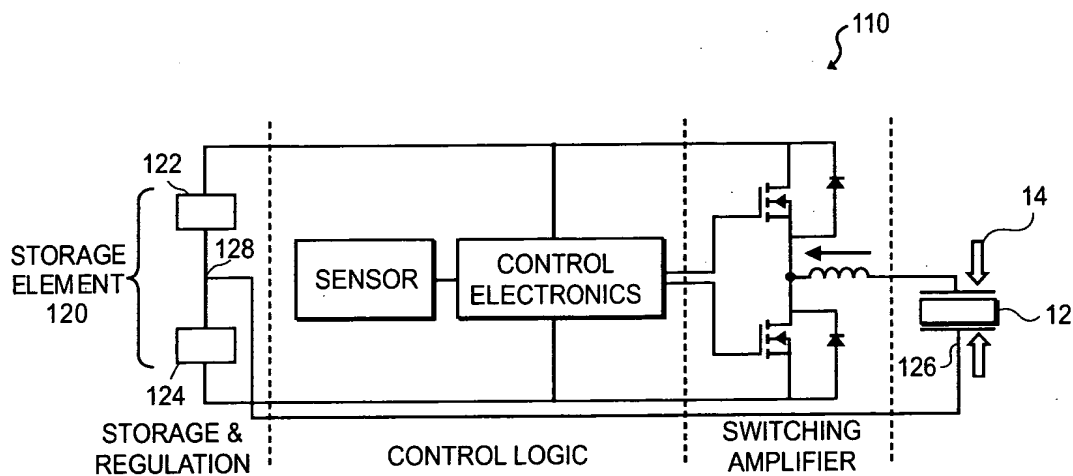 110
122
STORAGE
ELEMENT
120
128
124
SENSOR
CONTROL
ELECTRONICS
14
12
126
STORAGE &
REGULATION
CONTROL LOGIC
SWITCHING
AMPLIFIER